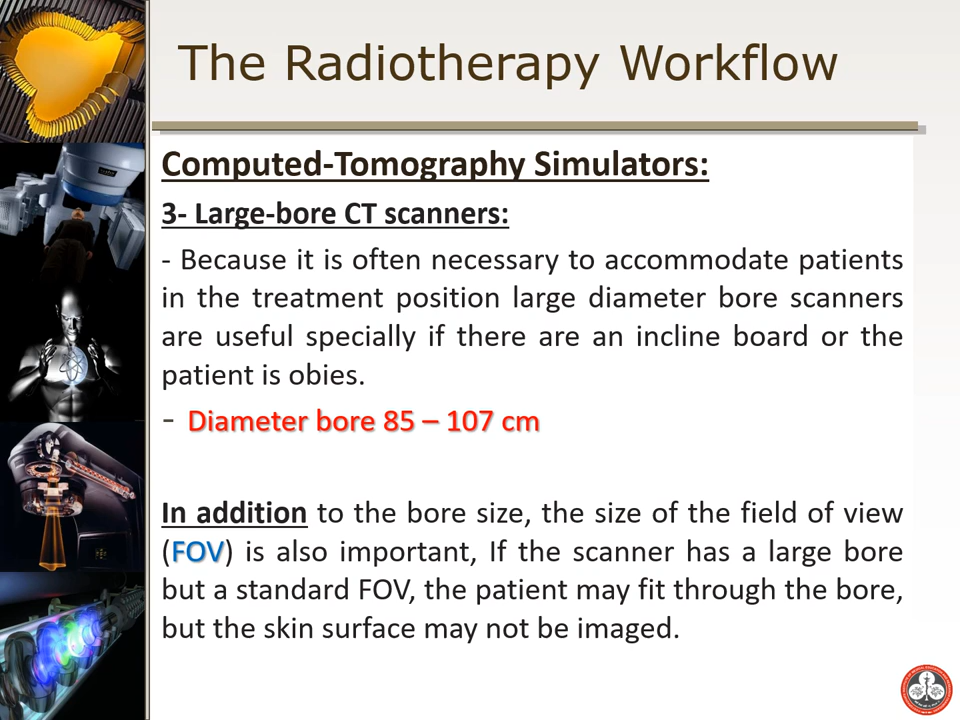 The Radiotherapy Workflow
Computed-Tomography Simulators:
3- Large-bore CT scanners:
- Because it is often necessary to accommodate patients
in the treatment position large diameter bore scanners
are useful specially if there are an incline board or the
patient is obies.
- Diameter bore 85 – 107 cm
In addition to the bore size, the size of the field of view
(FOV) is also important, If the scanner has a large bore
but a standard FOV, the patient may fit through the bore,
but the skin surface may not be imaged.